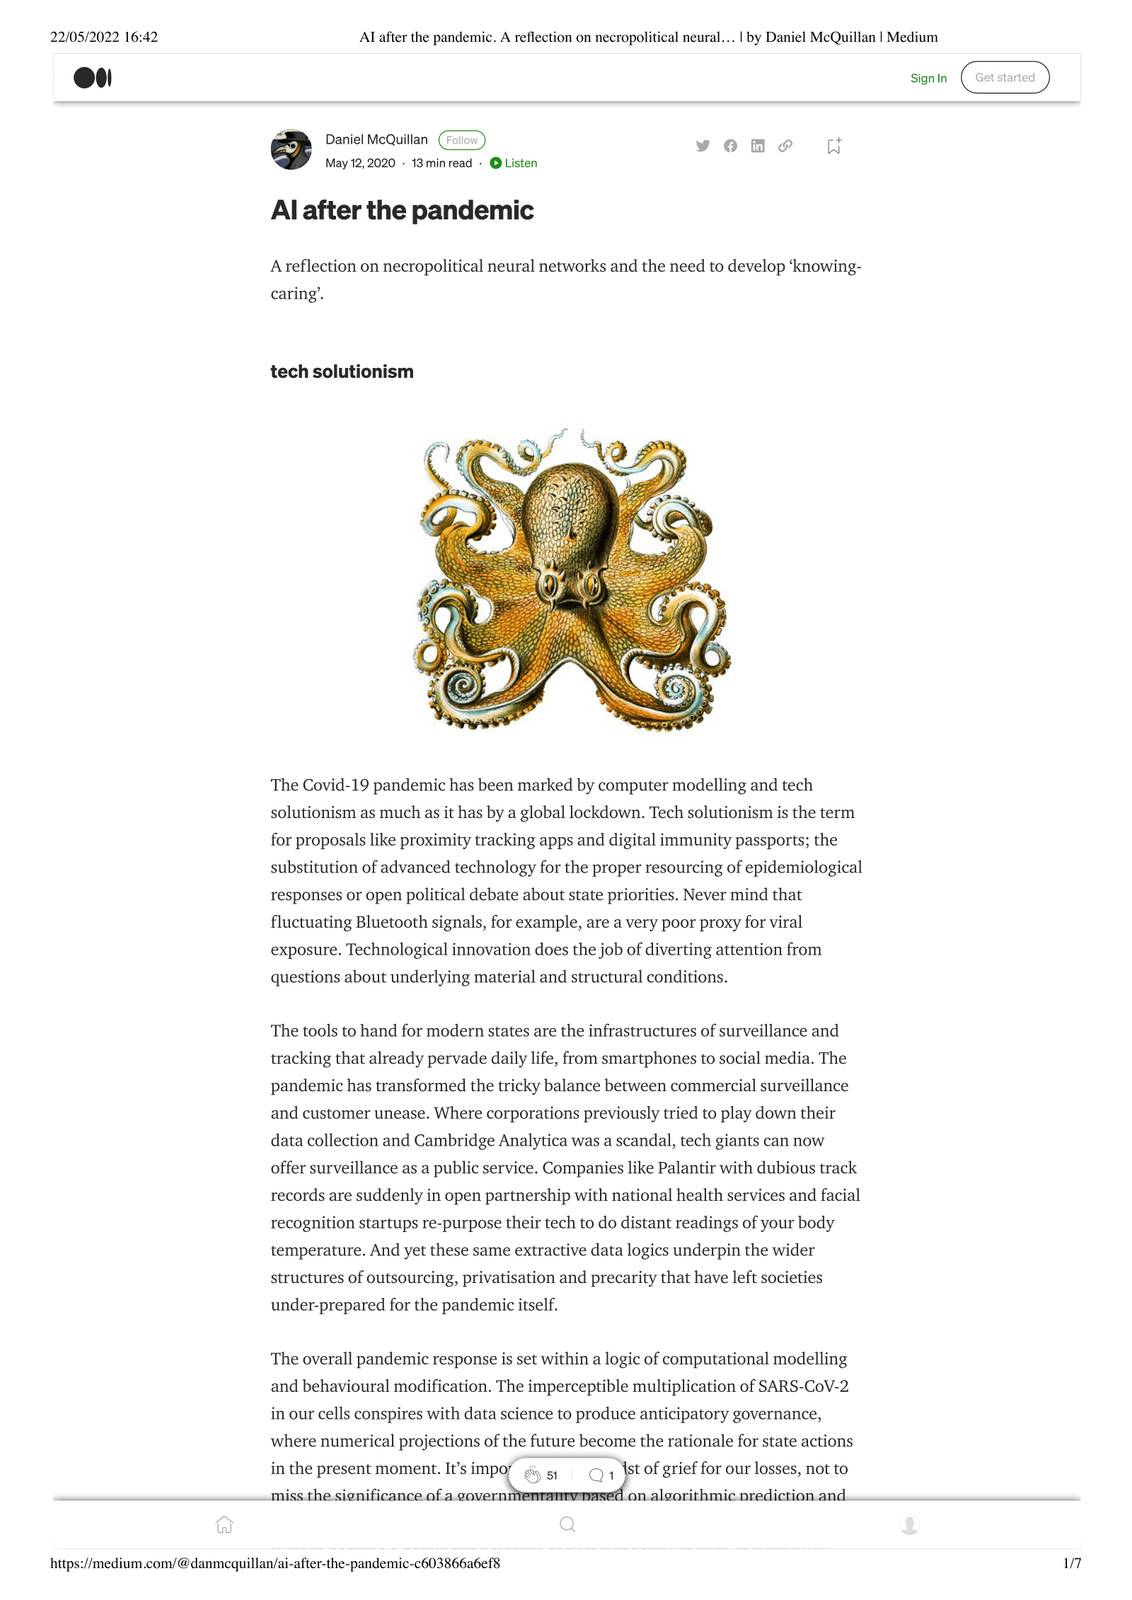 22/05/2022 16:42
AI after the pandemic. A reflection on necropolitical neural… | by Daniel McQuillan | Medium
Sign In
Get started
Daniel McQuillan
Follow
May 12, 2020 · 13 min read · Listen
AI after the pandemic
A reflection on necropolitical neural networks and the need to develop ‘knowing-
caring’.
tech solutionism
The Covid-19 pandemic has been marked by computer modelling and tech
solutionism as much as it has by a global lockdown. Tech solutionism is the term
for proposals like proximity tracking apps and digital immunity passports; the
substitution of advanced technology for the proper resourcing of epidemiological
responses or open political debate about state priorities. Never mind that
fluctuating Bluetooth signals, for example, are a very poor proxy for viral
exposure. Technological innovation does the job of diverting attention from
questions about underlying material and structural conditions.
The tools to hand for modern states are the infrastructures of surveillance and
tracking that already pervade daily life, from smartphones to social media. The
pandemic has transformed the tricky balance between commercial surveillance
and customer unease. Where corporations previously tried to play down their
data collection and Cambridge Analytica was a scandal, tech giants can now
offer surveillance as a public service. Companies like Palantir with dubious track
records are suddenly in open partnership with national health services and facial
recognition startups re-purpose their tech to do distant readings of your body
temperature. And yet these same extractive data logics underpin the wider
structures of outsourcing, privatisation and precarity that have left societies
under-prepared for the pandemic itself.
The overall pandemic response is set within a logic of computational modelling
and behavioural modification. The imperceptible multiplication of SARS-CoV-2
in our cells conspires with data science to produce anticipatory governance,
where numerical projections of the future become the rationale for state actions
in the present moment. It’s of grief for our losses, not to
miss the significance of a governmentality based on algorithmic prediction and
51
1
https://medium.com/@danmcquillan/ai-after-the-pandemic-c603866a6ef8
1/7